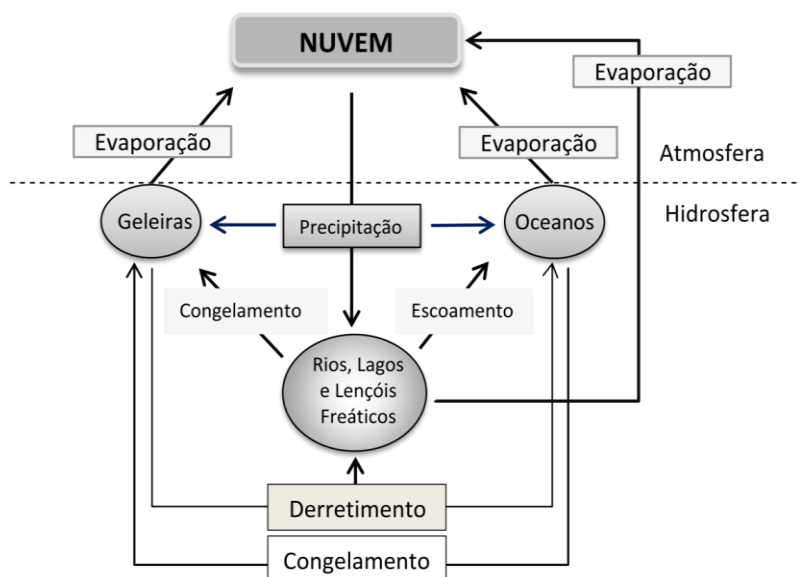 NUVEM
Evaporação
Evaporação
Evaporação
Atmosfera
Hidrosfera
Geleiras
Precipitação
Oceanos
Congelamento
Escoamento
Rios, Lagos
e Lençóis
Freáticos
Derretimento
Congelamento